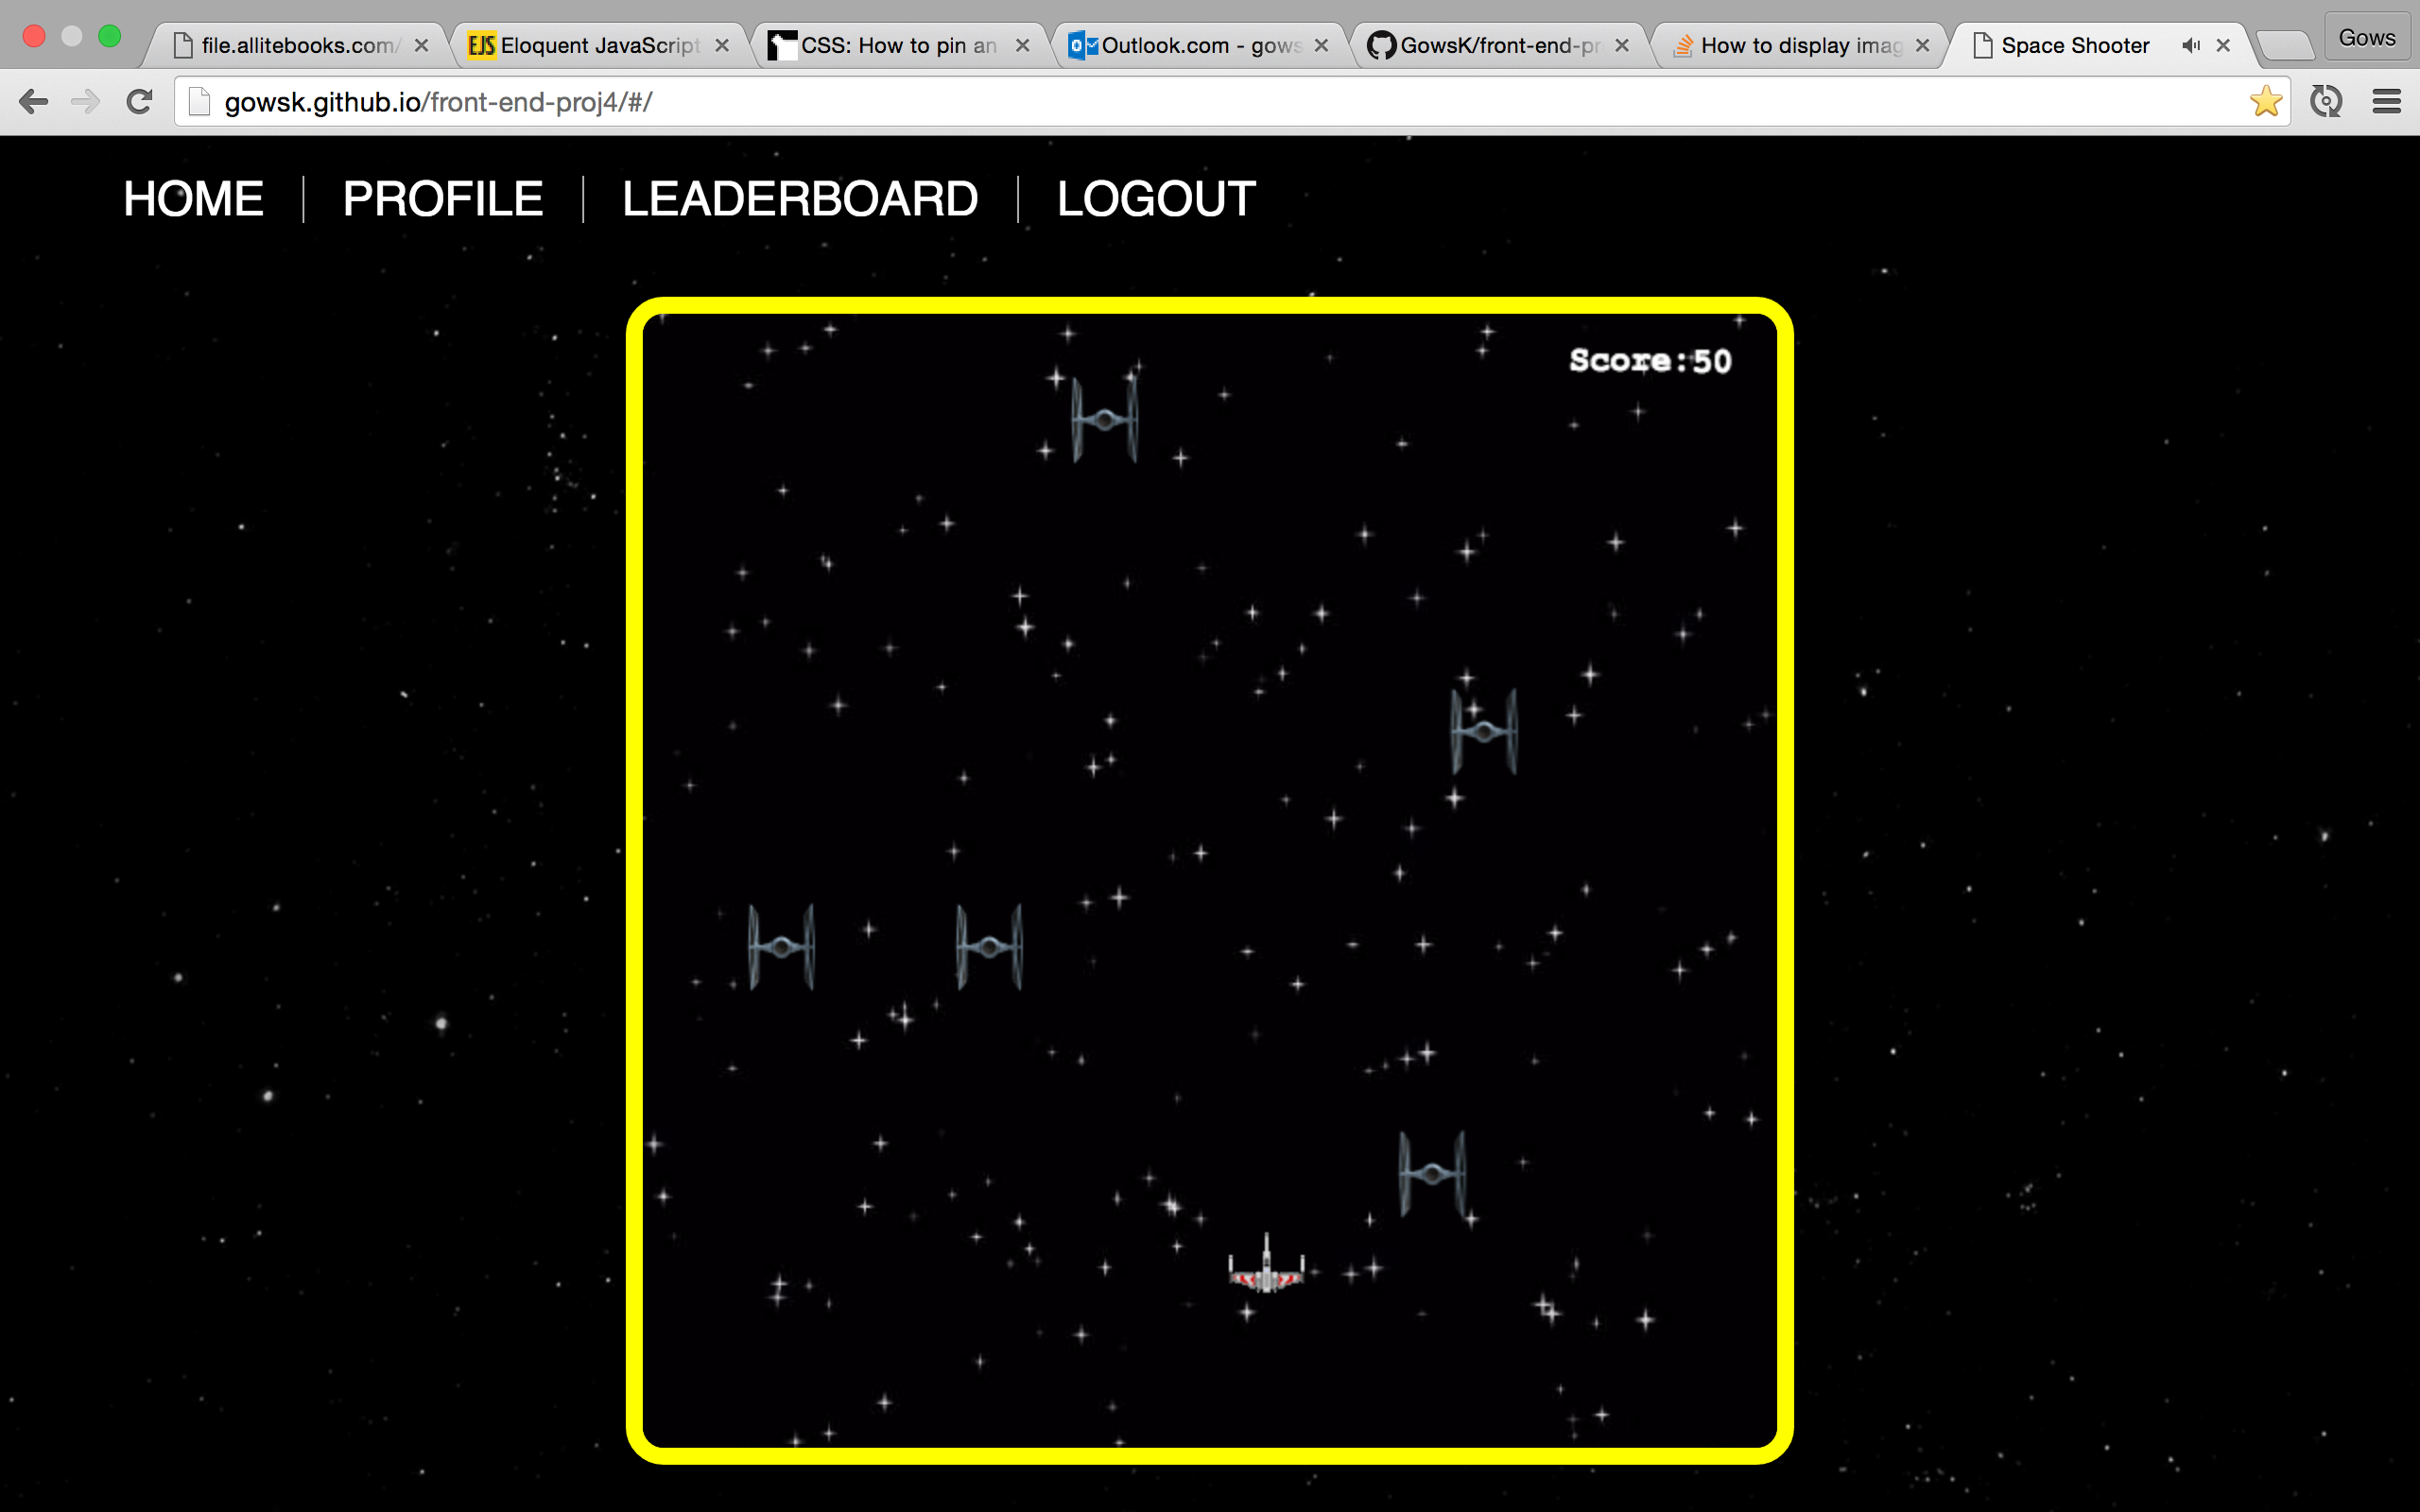 file.allitebooks.com/
EJS Eloquent JavaScript
CSS: How to pin an
Outlook.com - gows
GowsK/front-end-pr
How to display imag
Space Shooter
Gows
gowsk.github.io/front-end-proj4/#/
HOME PROFILE LEADERBOARD LOGOUT
Score:50